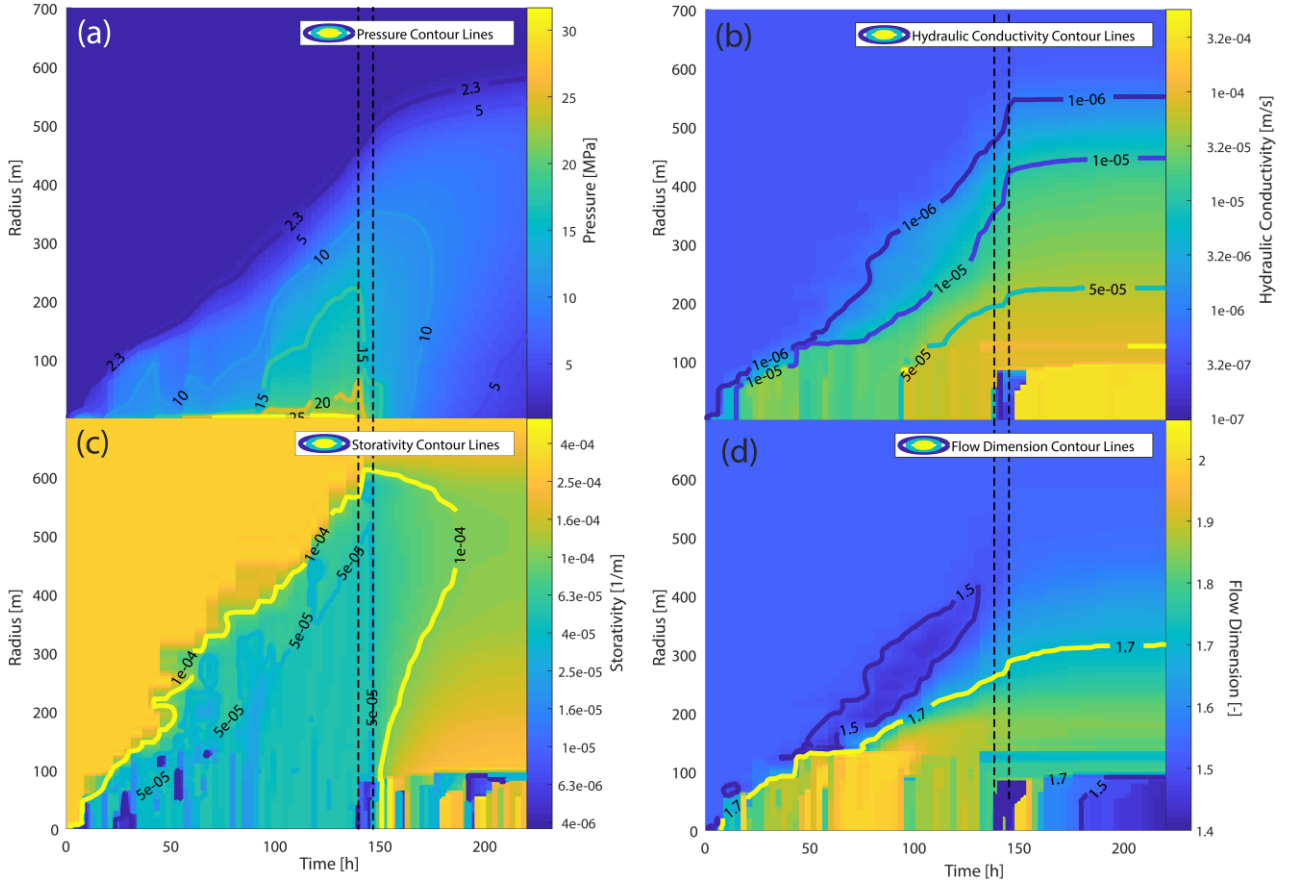 (a)
Pressure Contour Lines
700
600
500
400
300
200
100
Radius [m]
2.3
5
2.3
5
10
2.3
10
15
20
25
15
10
5
30
25
20
15
10
5
Pressure [MPa]
(b)
Hydraulic Conductivity Contour Lines
700
600
500
400
300
200
100
Radius [m]
1e-06
1e-06
1e-05
1e-05
1e-06
1e-05
5e-05
5e-05
3.2e-04
1e-04
3.2e-05
1e-05
3.2e-06
1e-06
3.2e-07
1e-07
Hydraulic Conductivity [m/s]
(c)
Storativity Contour Lines
600
500
400
300
200
100
0
Radius [m]
0
50
100
150
200
Time [h]
1e-04
5e-05
1e-04
5e-05
1e-04
5e-05
5e-05
5e-05
4e-04
2.5e-04
1.6e-04
1e-04
6.3e-05
4e-05
2.5e-05
1.6e-05
1e-05
6.3e-06
4e-06
Storativity [1/m]
(d)
Flow Dimension Contour Lines
600
500
400
300
200
100
0
Radius [m]
0
50
100
150
200
Time [h]
1.5
1.7
1.5
1.7
1.7
1.7
1.5
2
1.9
1.8
1.7
1.6
1.5
1.4
Flow Dimension [-]